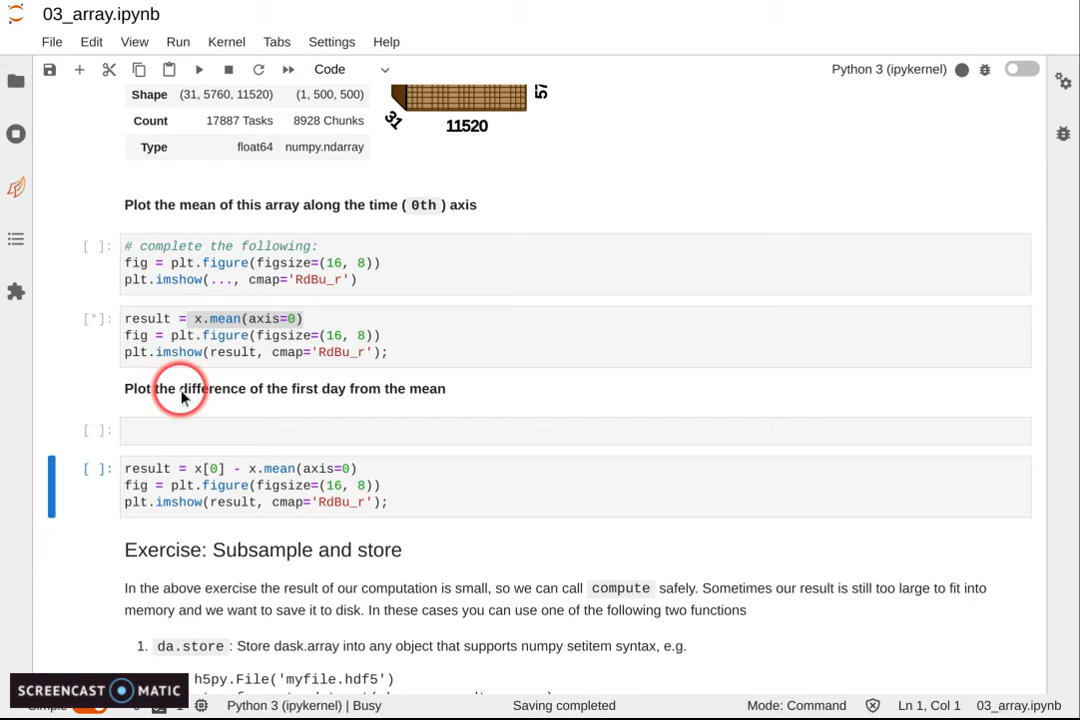 03_array.ipynb
File Edit View Run Kernel Tabs Settings Help
Code Python 3 (ipykernel)
Shape (31, 5760, 11520) (1, 500, 500)
Count 17887 Tasks 8928 Chunks
Type float64 numpy.ndarray
57
31
11520
Plot the mean of this array along the time ( 0th ) axis
[ ]: # complete the following:
fig = plt.figure(figsize=(16, 8))
plt.imshow(..., cmap='RdBu_r')
[*]: result = x.mean(axis=0)
fig = plt.figure(figsize=(16, 8))
plt.imshow(result, cmap='RdBu_r');
Plot the difference of the first day from the mean
[ ]:
[ ]: result = x[0] - x.mean(axis=0)
fig = plt.figure(figsize=(16, 8))
plt.imshow(result, cmap='RdBu_r');
Exercise: Subsample and store
In the above exercise the result of our computation is small, so we can call compute safely. Sometimes our result is still too large to fit into
memory and we want to save it to disk. In these cases you can use one of the following two functions
1. da.store : Store dask.array into any object that supports numpy setitem syntax, e.g.
h5py.File('myfile.hdf5')
SCREENCAST MATIC
Python 3 (ipykernel) | Busy Saving completed Mode: Command Ln 1, Col 1 03_array.ipynb